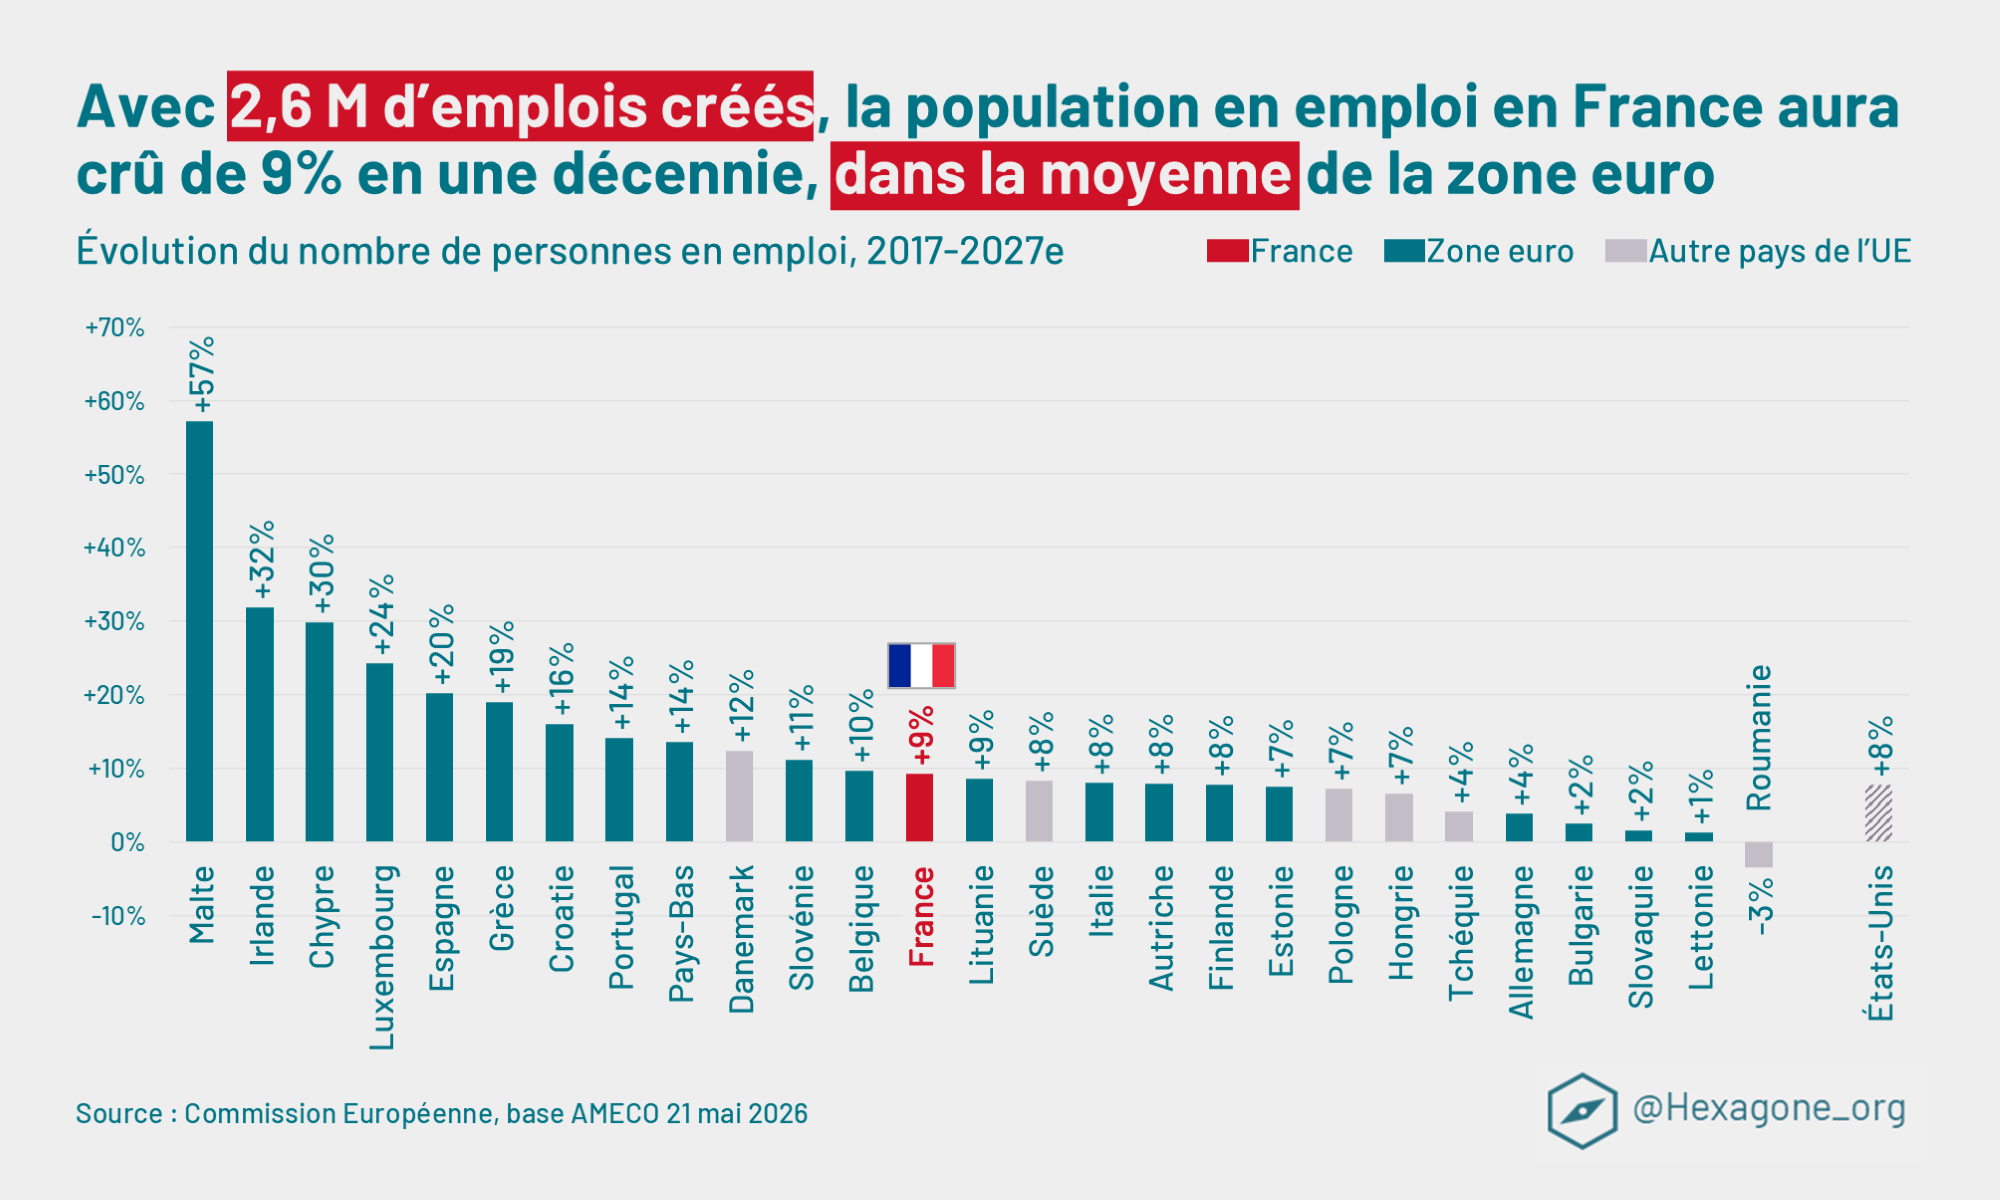 Avec 2,6 M d’emplois créés, la population en emploi en France aura
crû de 9% en une décennie, dans la moyenne de la zone euro
Évolution du nombre de personnes en emploi, 2017-2027e
France
Zone euro
Autre pays de l’UE
+70%
+60%
+50%
+40%
+30%
+20%
+10%
0%
-10%
+57%
+32%
+30%
+24%
+20%
+19%
+16%
+14%
+14%
+12%
+11%
+10%
+9%
+9%
+8%
+8%
+8%
+8%
+7%
+7%
+7%
+4%
+4%
+2%
+2%
+1%
-3%
+8%
Malte
Irlande
Chypre
Luxembourg
Espagne
Grèce
Croatie
Portugal
Pays-Bas
Danemark
Slovénie
Belgique
France
Lituanie
Suède
Italie
Autriche
Finlande
Estonie
Pologne
Hongrie
Tchéquie
Allemagne
Bulgarie
Slovaquie
Lettonie
Roumanie
États-Unis
Source : Commission Européenne, base AMECO 21 mai 2026
@Hexagone_org